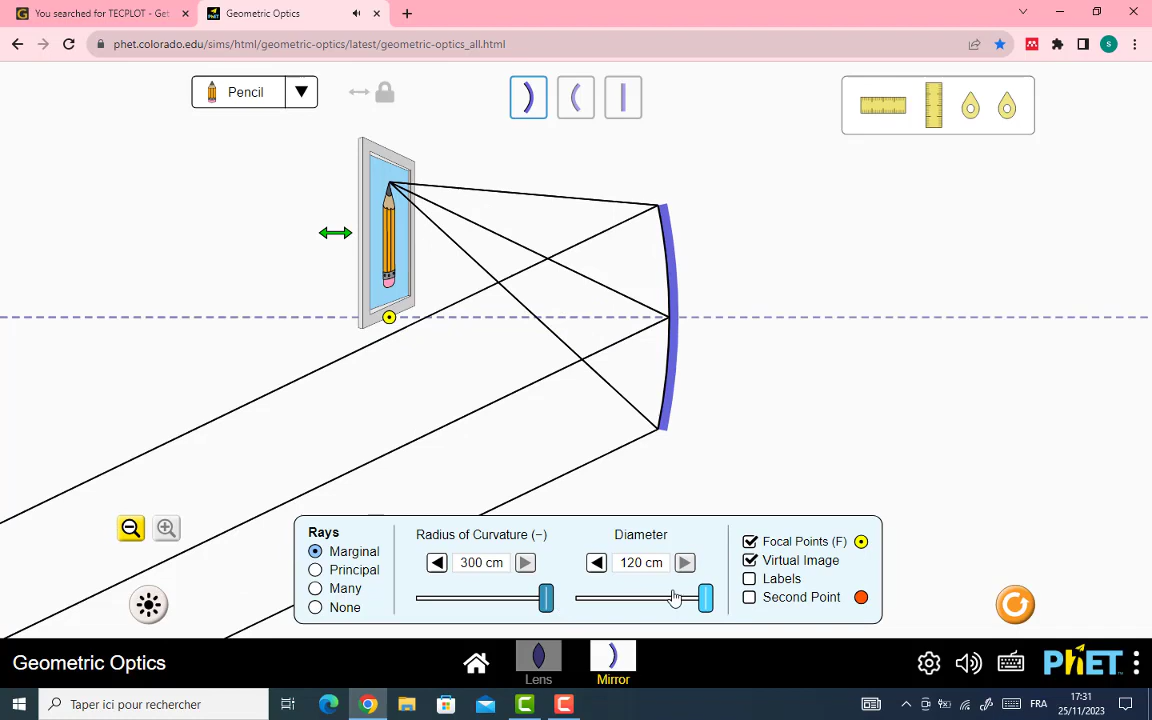 You searched for TECPLOT - Get
Geometric Optics
phet.colorado.edu/sims/html/geometric-optics/latest/geometric-optics_all.html
S
Pencil
Rays
Marginal
Principal
Many
None
Radius of Curvature (−)
300 cm
Diameter
120 cm
Focal Points (F)
Virtual Image
Labels
Second Point
Geometric Optics
Lens
Mirror
PhET
Taper ici pour rechercher
FRA
17:31
25/11/2023